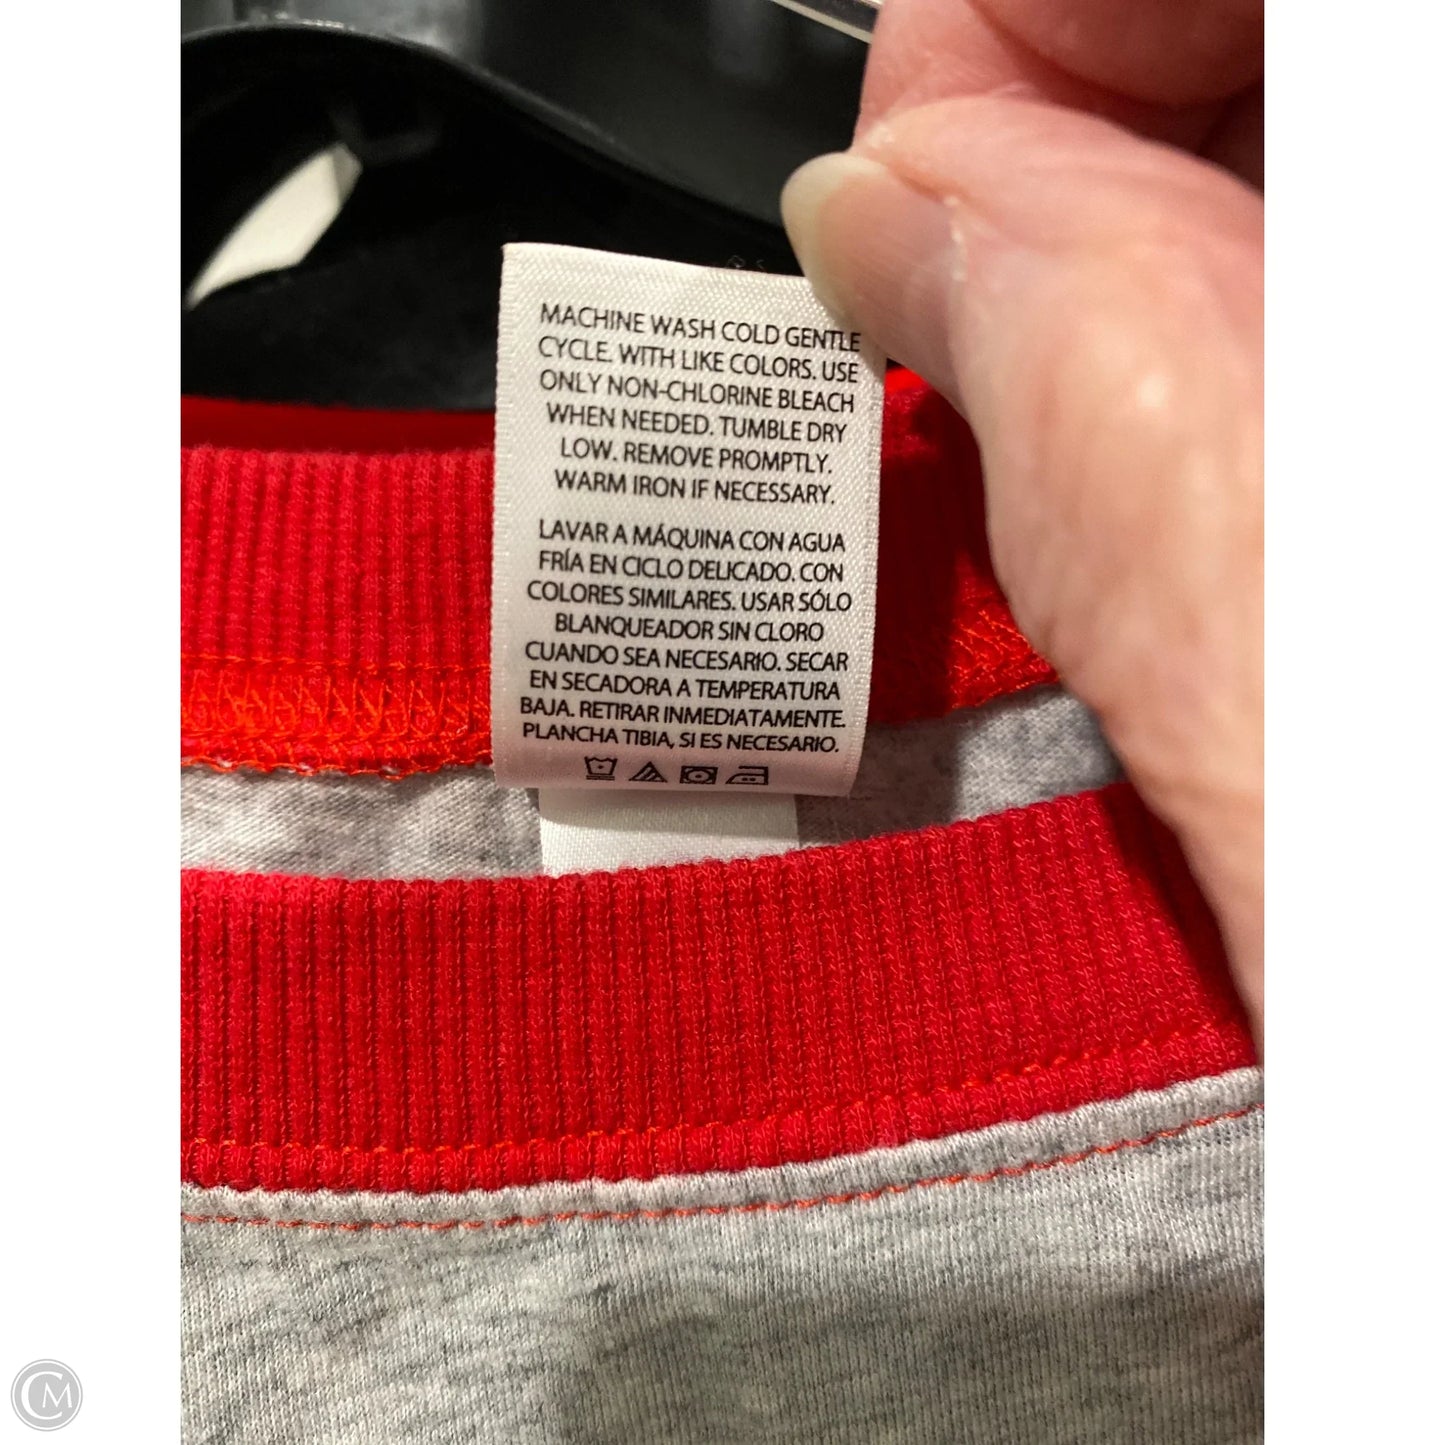 MACHINE WASH COLD GENTLE
CYCLE. WITH LIKE COLORS. USE
ONLY NON-CHLORINE BLEACH
WHEN NEEDED. TUMBLE DRY
LOW. REMOVE PROMPTLY.
WARM IRON IF NECESSARY.
LAVAR A MÁQUINA CON AGUA
FRÍA EN CICLO DELICADO. CON
COLORES SIMILARES. USAR SÓLO
BLANQUEADOR SIN CLORO
CUANDO SEA NECESARIO. SECAR
EN SECADORA A TEMPERATURA
BAJA. RETIRAR INMEDIATAMENTE.
PLANCHA TIBIA, SI ES NECESARIO.
CM